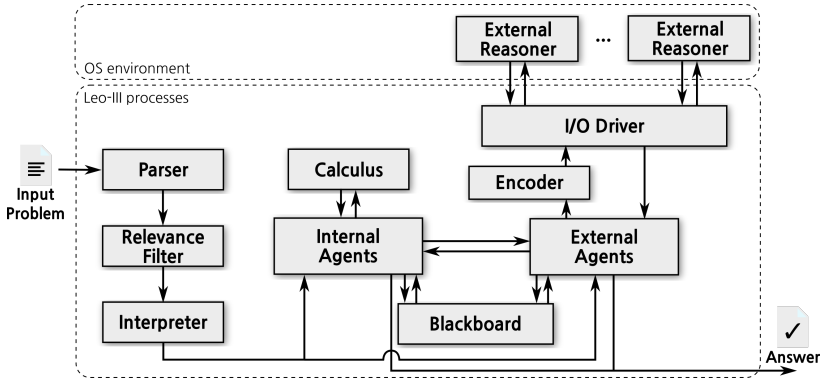 External
Reasoner
...
External
Reasoner
OS environment
Leo-III processes
I/O Driver
Input
Problem
Parser
Calculus
Encoder
Relevance
Filter
Internal
Agents
External
Agents
Interpreter
Blackboard
Answer